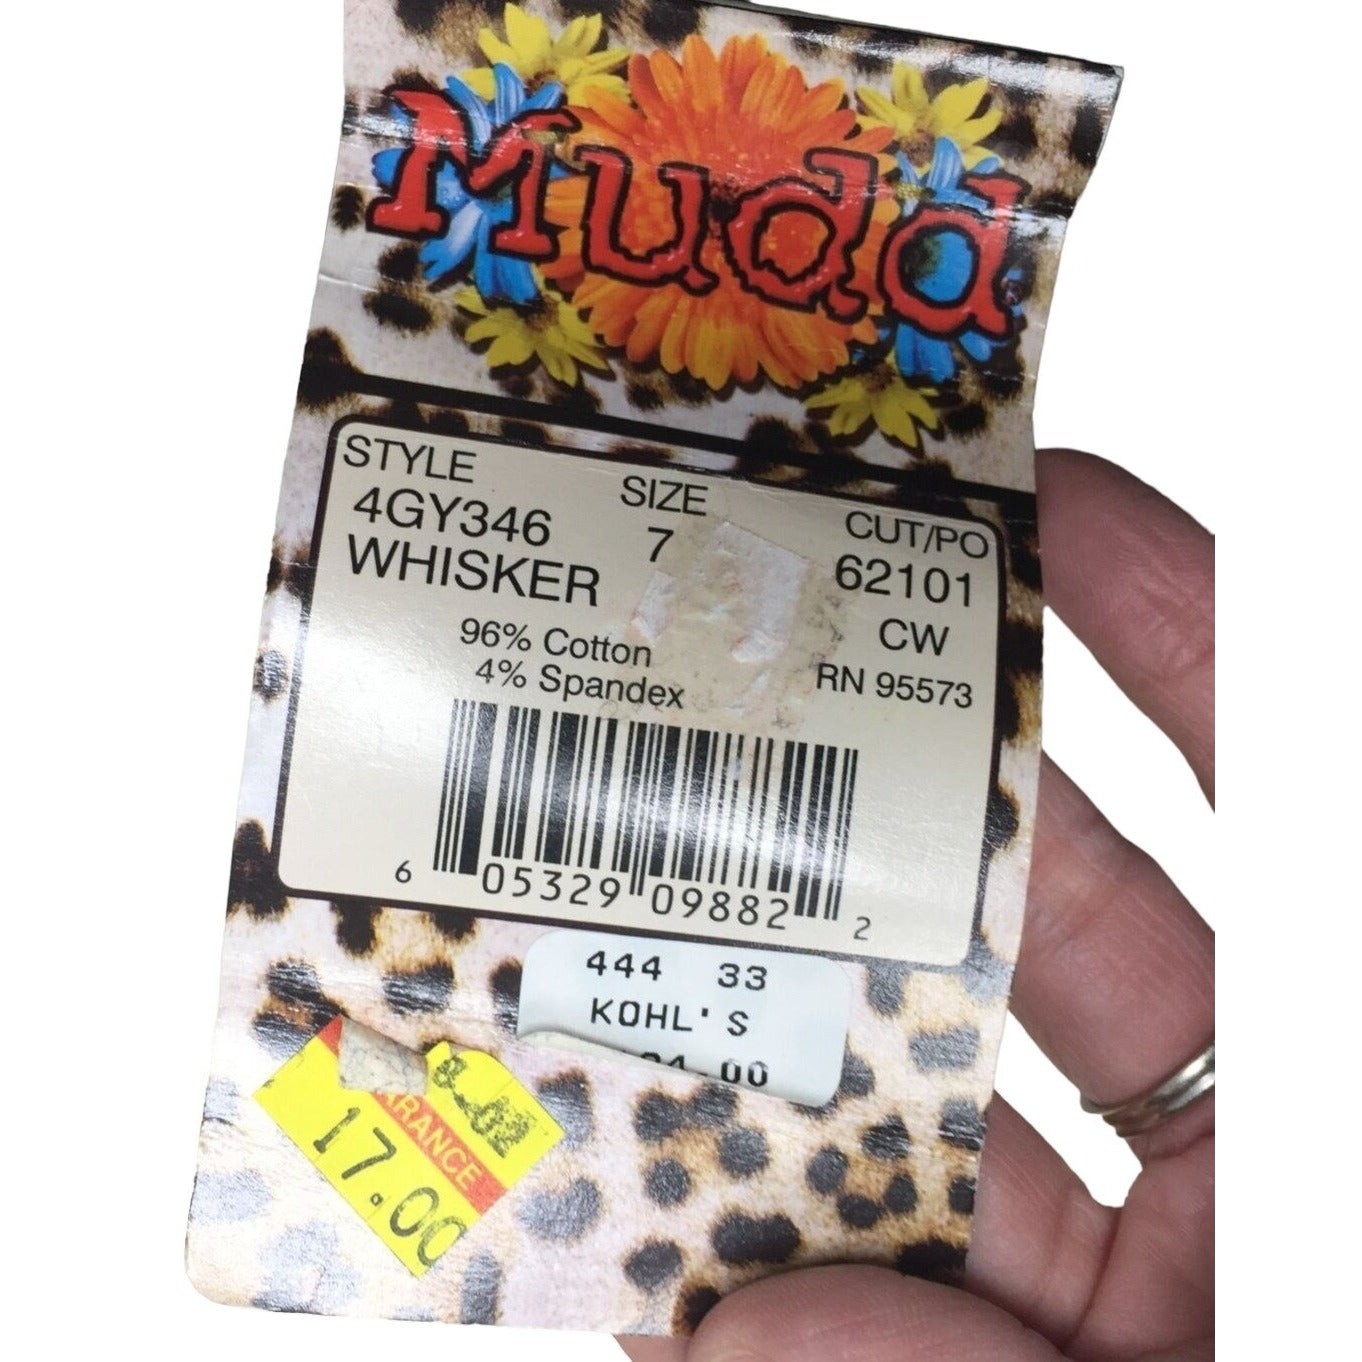 Mudd
STYLE SIZE CUT/PO
4GY346 7 62101
WHISKER CW
96% Cotton
4% Spandex RN 95573
6 05329 09882 2
444 33
KOHL'S
.00
17.00